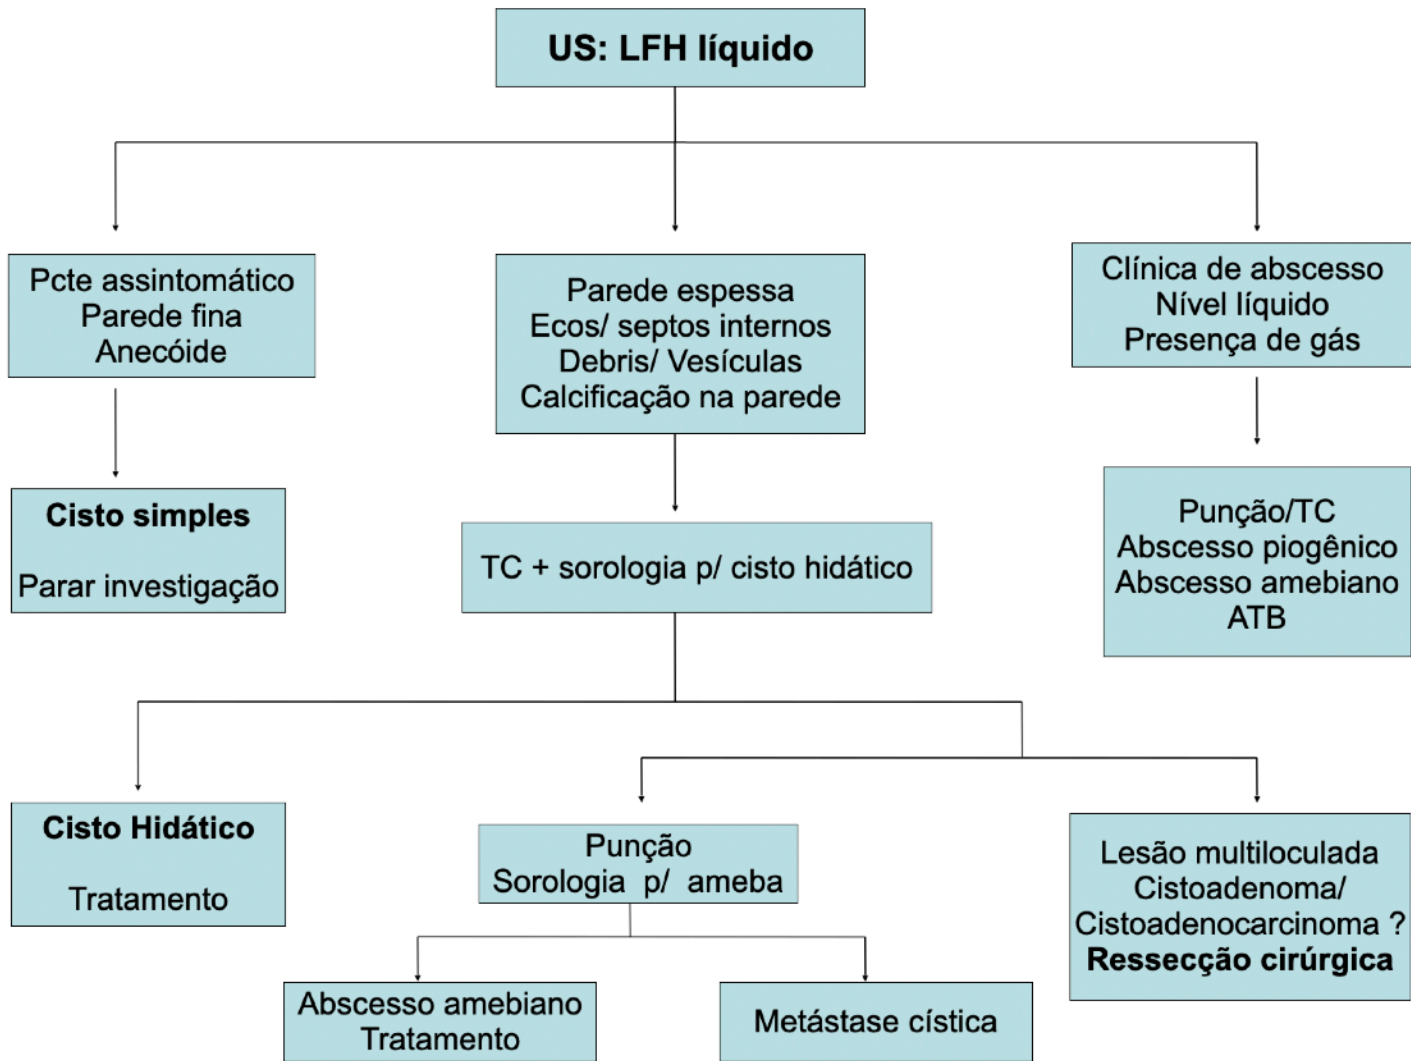 US: LFH líquido
Pcte assintomático
Parede fina
Anecóide
Parede espessa
Ecos/ septos internos
Debris/ Vesículas
Calcificação na parede
Clínica de abscesso
Nível líquido
Presença de gás
Cisto simples
Parar investigação
TC + sorologia p/ cisto hidático
Punção/TC
Abscesso piogênico
Abscesso amebiano
ATB
Cisto Hidático
Tratamento
Punção
Sorologia p/ ameba
Lesão multiloculada
Cistoadenoma/
Cistoadenocarcinoma ?
Ressecção cirúrgica
Abscesso amebiano
Tratamento
Metástase cística